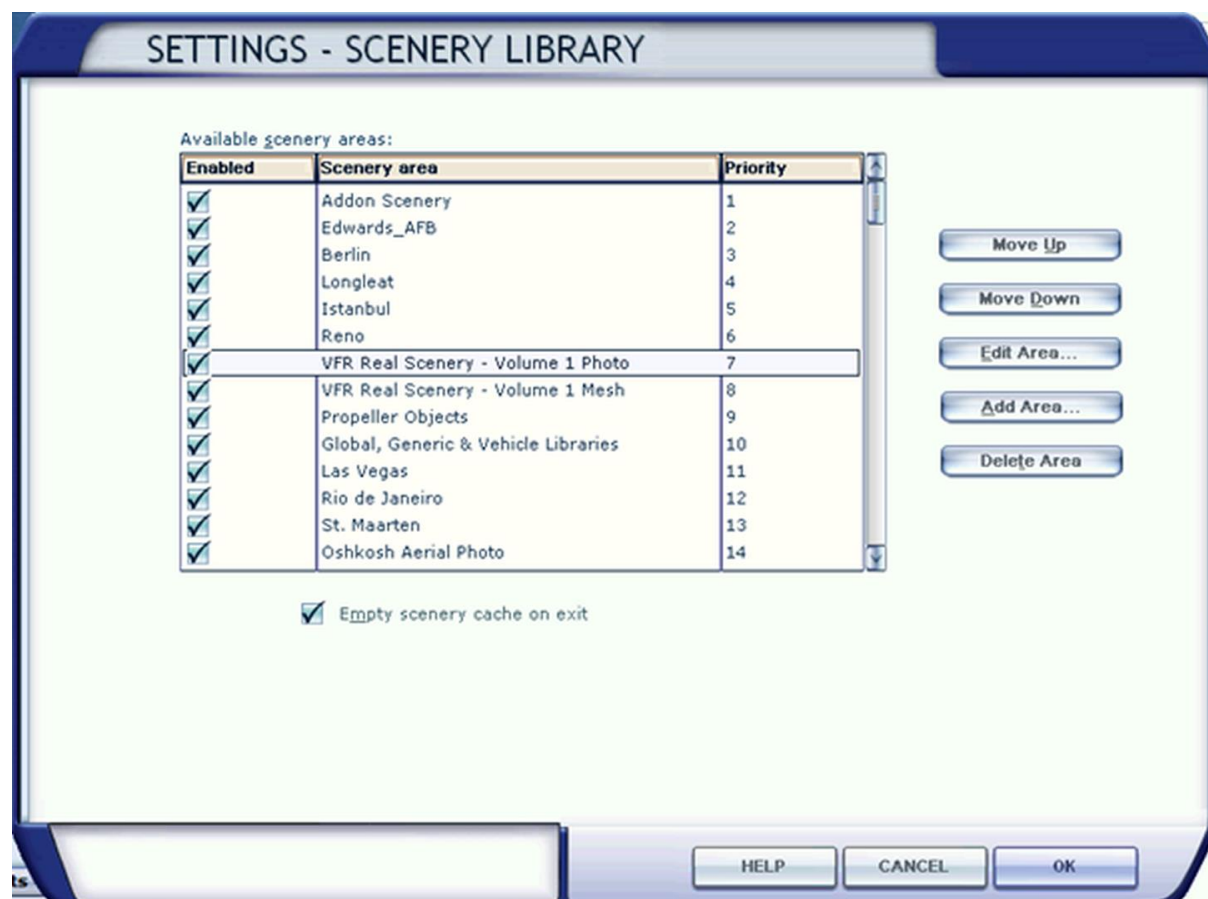 SETTINGS - SCENERY LIBRARY
Available scenery areas:
Enabled Scenery area Priority
Addon Scenery 1
Edwards_AFB 2
Berlin 3
Longleat 4
Istanbul 5
Reno 6
VFR Real Scenery - Volume 1 Photo 7
VFR Real Scenery - Volume 1 Mesh 8
Propeller Objects 9
Global, Generic & Vehicle Libraries 10
Las Vegas 11
Rio de Janeiro 12
St. Maarten 13
Oshkosh Aerial Photo 14
Move Up
Move Down
Edit Area...
Add Area...
Delete Area
Empty scenery cache on exit
ts
HELP CANCEL OK